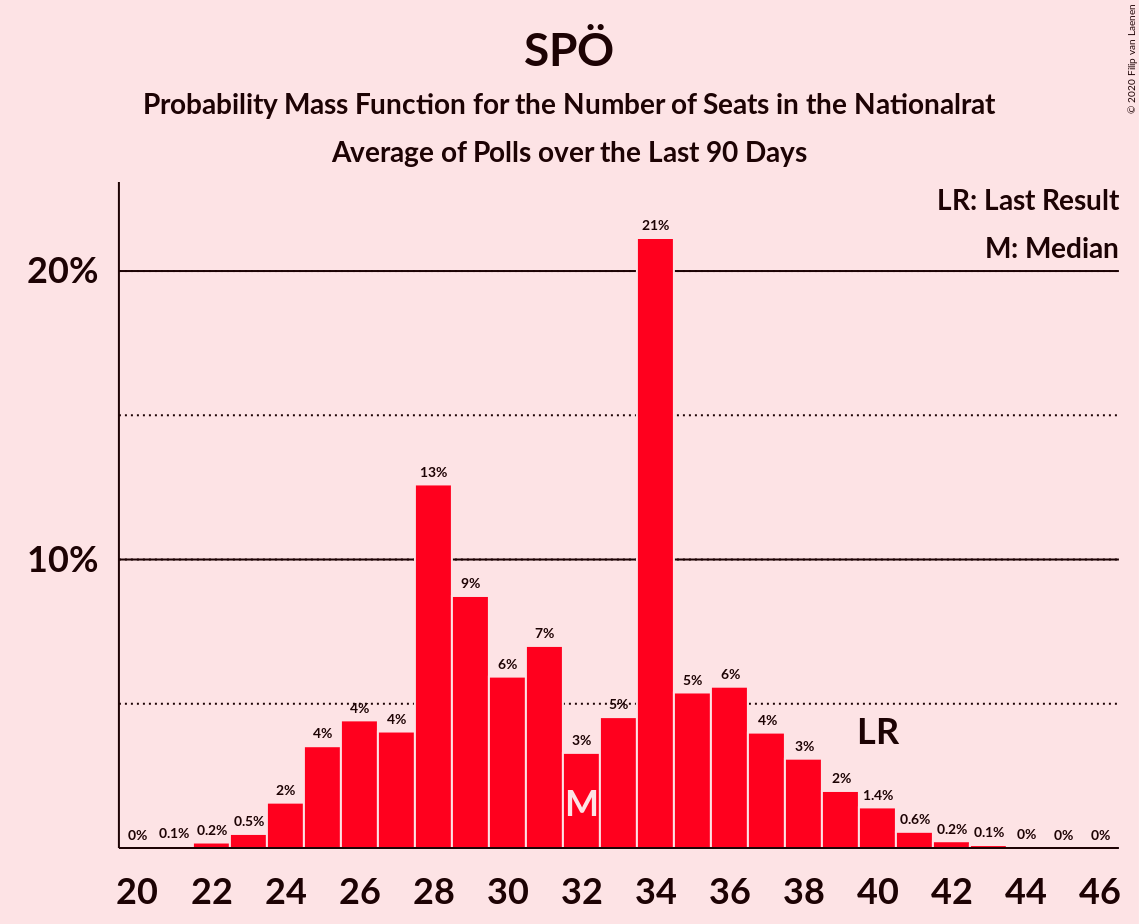 SPÖ
Probability Mass Function for the Number of Seats in the Nationalrat
Average of Polls over the Last 90 Days
© 2020 Filip van Laenen
LR: Last Result
M: Median
20%
10%
0% 0.1% 0.2% 0.5% 2% 4% 4% 4% 13% 9% 6% 7% 3% 5% 21% 5% 6% 4% 3% 2% 1.4% 0.6% 0.2% 0.1% 0% 0% 0%
LR
M
20 22 24 26 28 30 32 34 36 38 40 42 44 46